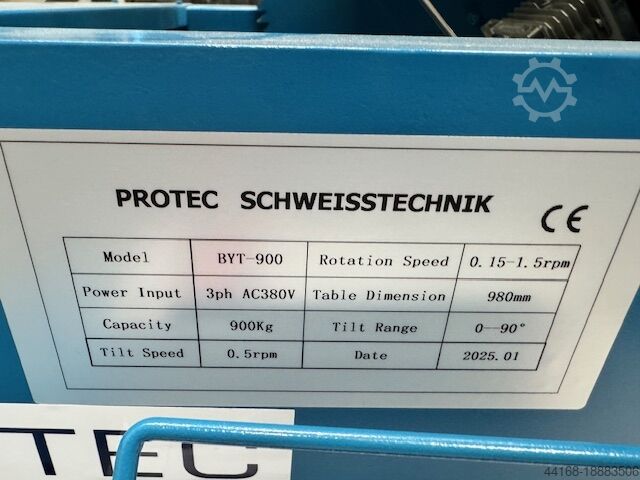 PROTEC SCHWEISSTECHNIK
CE
Model BYT-900 Rotation Speed 0.15-1.5rpm
Power Input 3ph AC380V Table Dimension 980mm
Capacity 900Kg Tilt Range 0—90°
Tilt Speed 0.5rpm Date 2025.01
TEC
44168-18883506